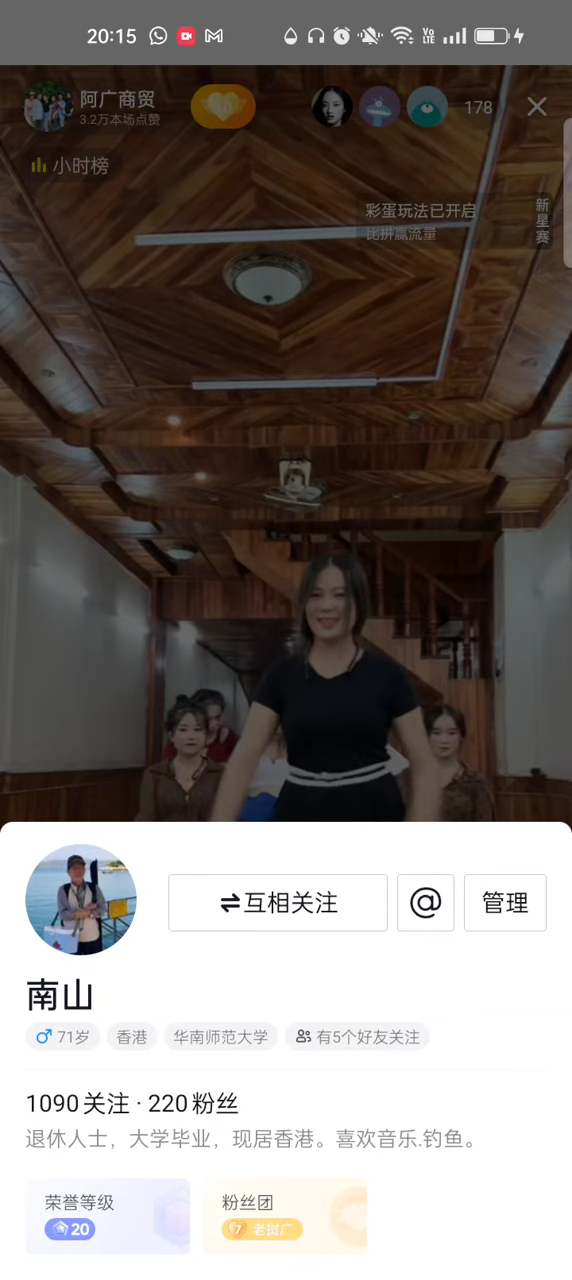 20:15
VoLTE
阿广商贸
3.2万本场点赞
178
小时榜
彩蛋玩法已开启
比拼赢流量
新星赛
互相关注
@
管理
南山
71岁 香港 华南师范大学 有5个好友关注
1090关注 · 220粉丝
退休人士，大学毕业，现居香港。喜欢音乐.钓鱼。
荣誉等级 粉丝团
20 7 老挝广